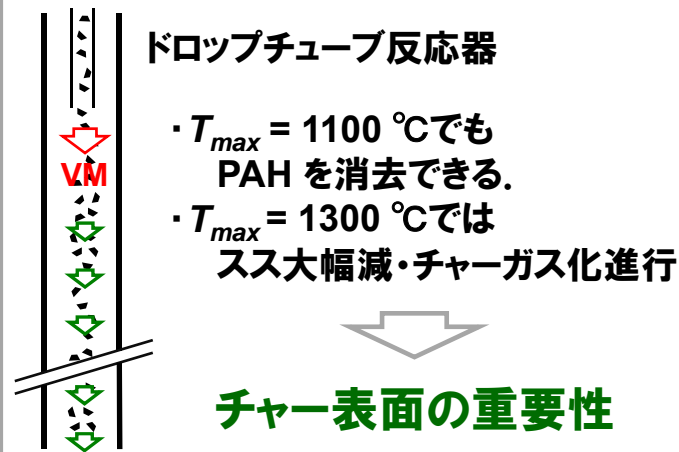 ドロップチューブ反応器
・Tmax = 1100 ℃でも
PAH を消去できる.
・Tmax = 1300 ℃では
スス大幅減・チャーガス化進行
VM
チャー表面の重要性